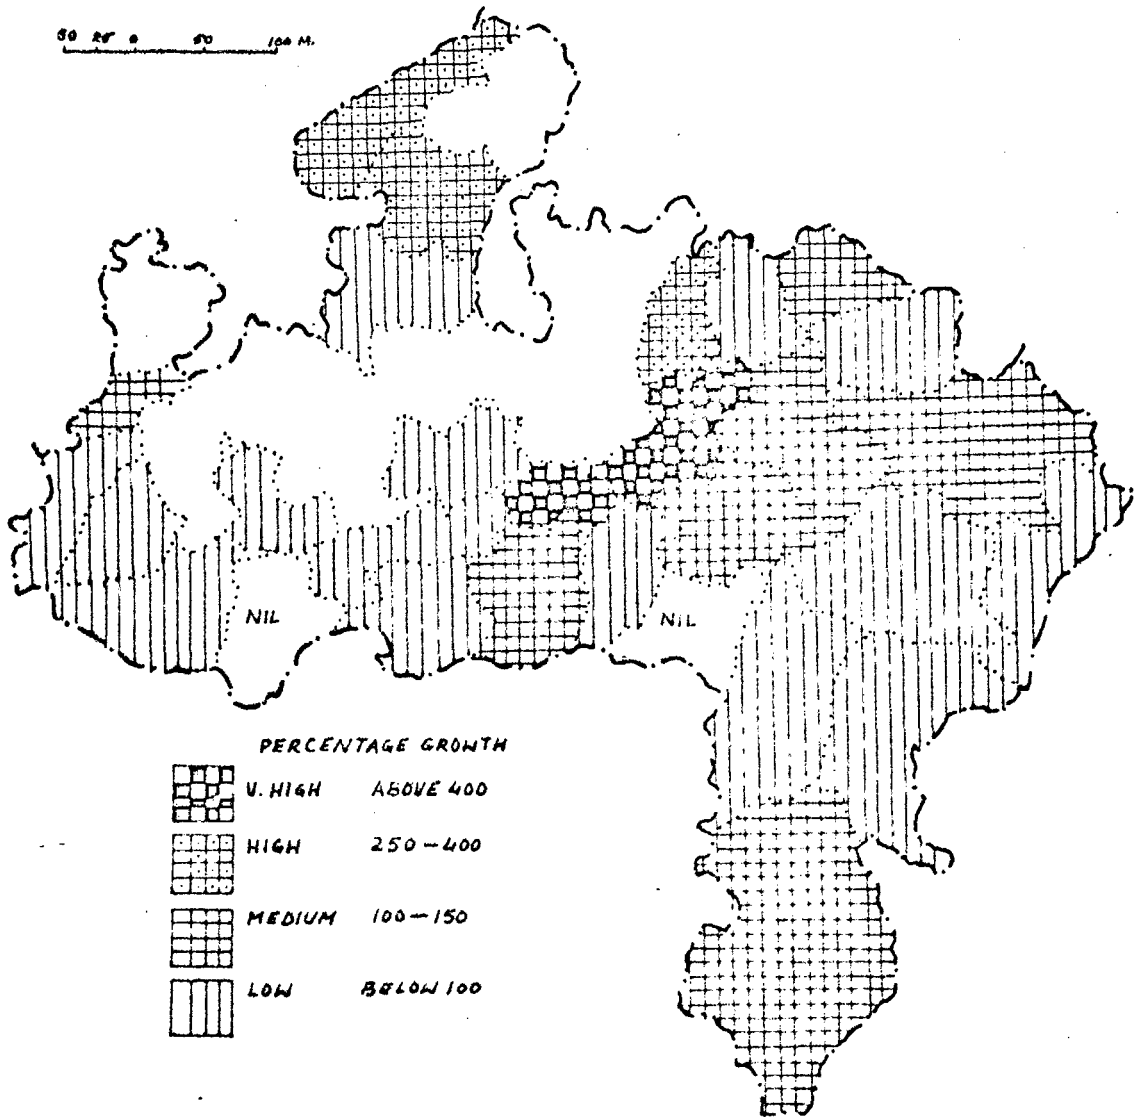 50 25 0 50 100 M.
NIL
NIL
PERCENTAGE GROWTH
V. HIGH ABOVE 400
HIGH 250-400
MEDIUM 100-150
LOW BELOW 100